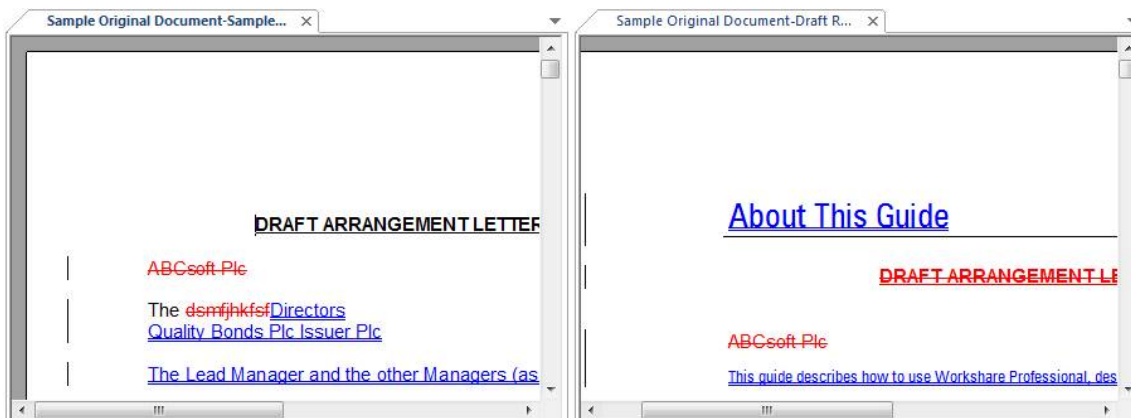 Sample Original Document-Sample...
DRAFT ARRANGEMENT LETTER
ABCsoft Plc
The dsmfjhkfsfDirectors
Quality Bonds Plc Issuer Plc
The Lead Manager and the other Managers (as
Sample Original Document-Draft R...
About This Guide
DRAFT ARRANGEMENT LE
ABCsoft Plc
This guide describes how to use Workshare Professional, des